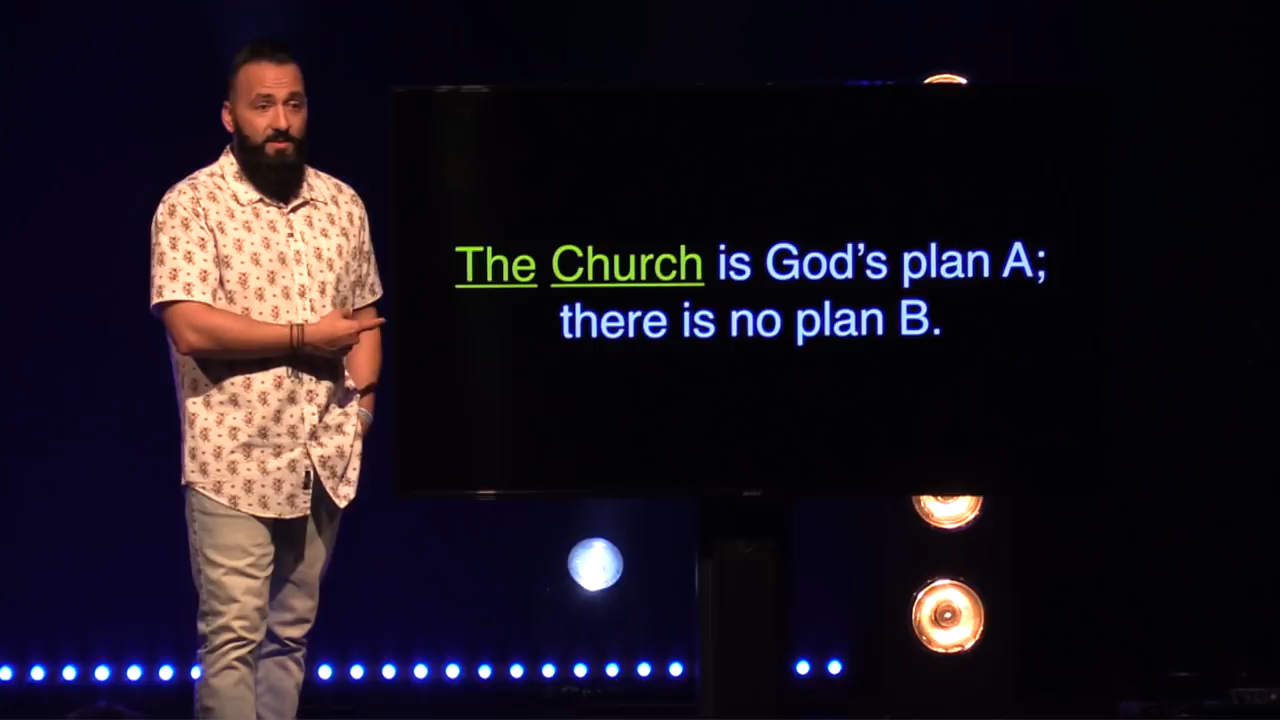 The Church is God's plan A;
there is no plan B.